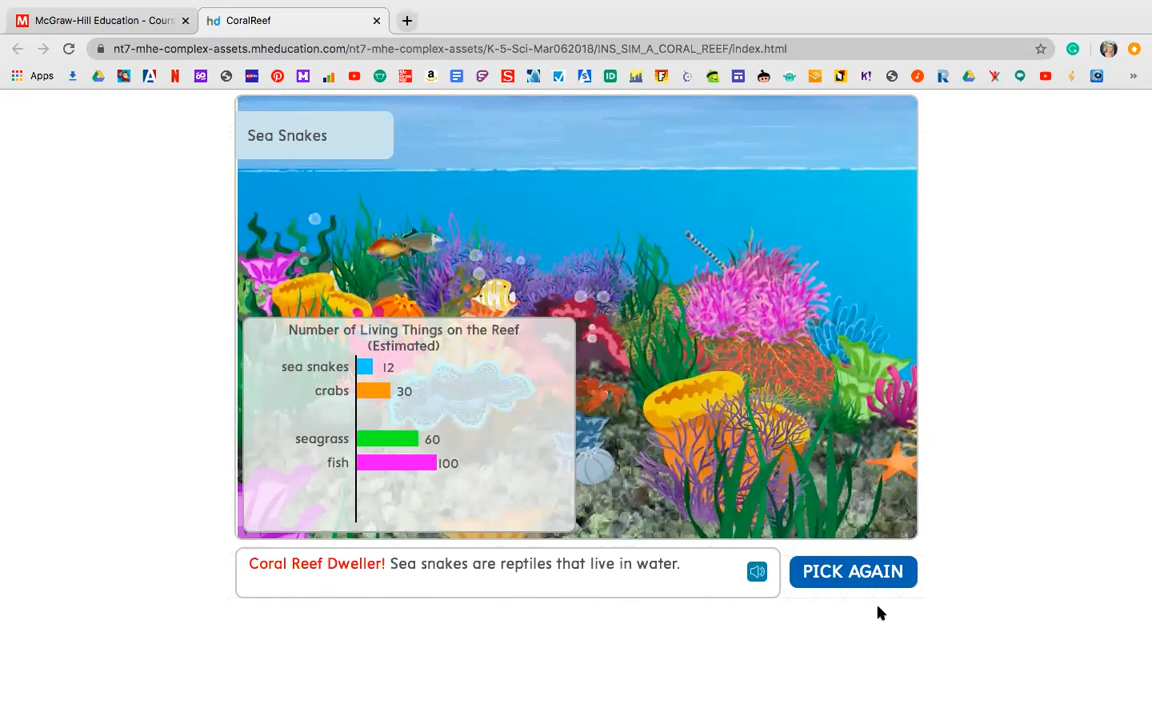 McGraw-Hill Education - Cours
hd CoralReef
nt7-mhe-complex-assets.mheducation.com/nt7-mhe-complex-assets/K-5-Sci-Mar062018/INS_SIM_A_CORAL_REEF/index.html
Apps
Sea Snakes
Number of Living Things on the Reef
(Estimated)
sea snakes 12
crabs 30
seagrass 60
fish 100
Coral Reef Dweller! Sea snakes are reptiles that live in water.
PICK AGAIN